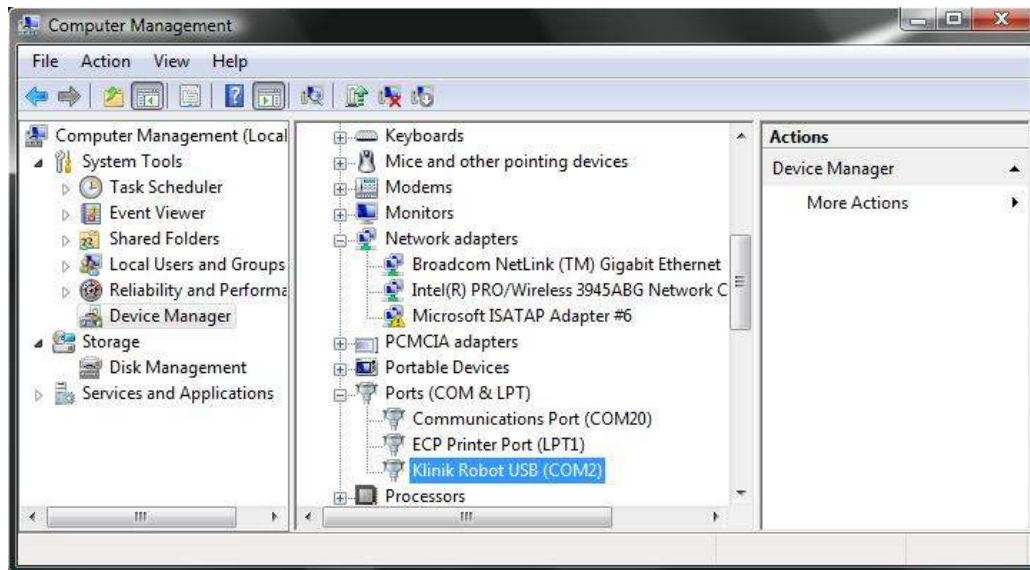 Computer Management
File Action View Help
Computer Management (Local
System Tools
Task Scheduler
Event Viewer
Shared Folders
Local Users and Groups
Reliability and Performa
Device Manager
Storage
Disk Management
Services and Applications
Keyboards
Mice and other pointing devices
Modems
Monitors
Network adapters
Broadcom NetLink (TM) Gigabit Ethernet
Intel(R) PRO/Wireless 3945ABG Network C
Microsoft ISATAP Adapter #6
PCMCIA adapters
Portable Devices
Ports (COM & LPT)
Communications Port (COM20)
ECP Printer Port (LPT1)
Klinik Robot USB (COM2)
Processors
Actions
Device Manager
More Actions